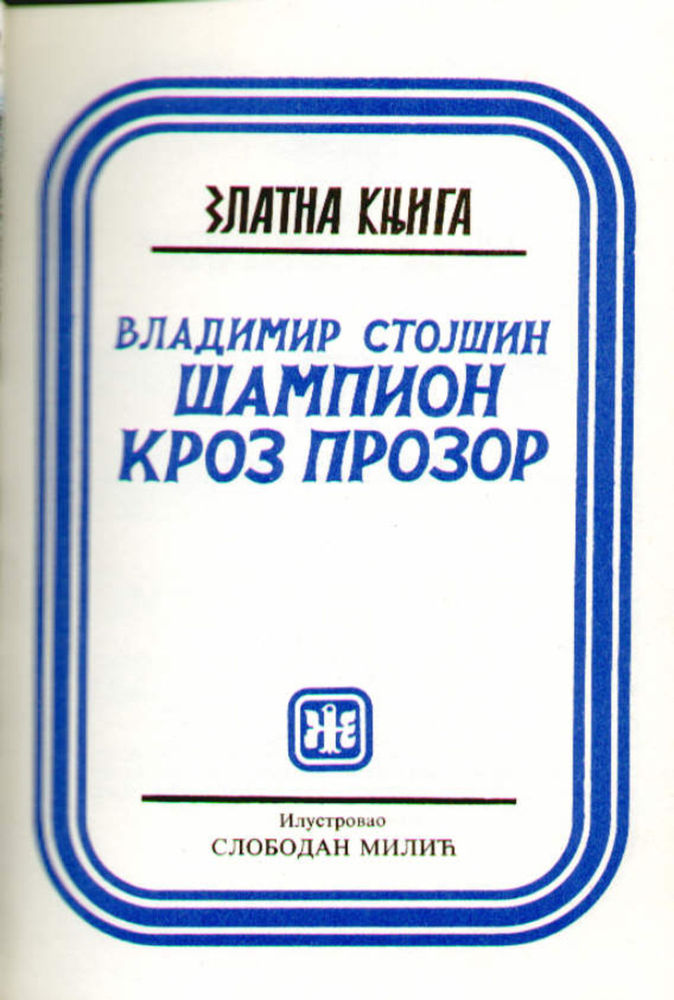 ЗЛАТНА КЊИГА
ВЛАДИМИР СТОЈШИН
ШАМПИОН
КРОЗ ПРОЗОР
Илустровао
СЛОБОДАН МИЛИЋ